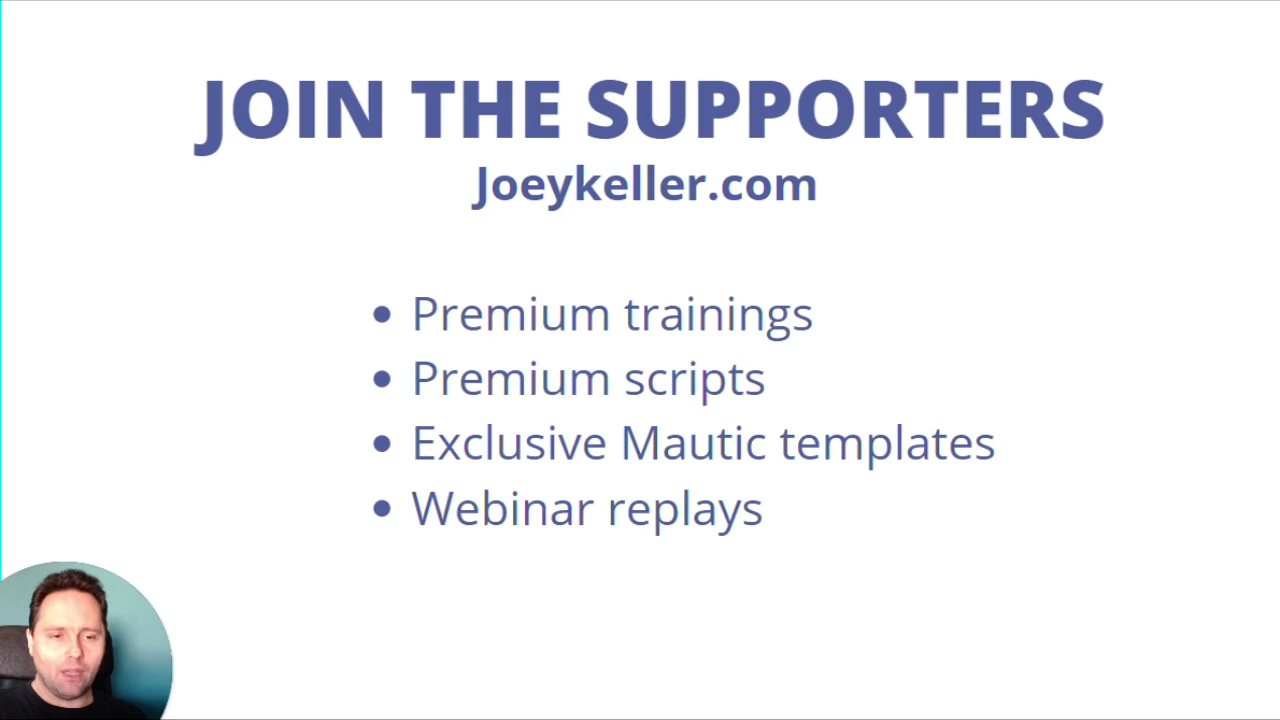 JOIN THE SUPPORTERS
Joeykeller.com
• Premium trainings
• Premium scripts
• Exclusive Mautic templates
• Webinar replays